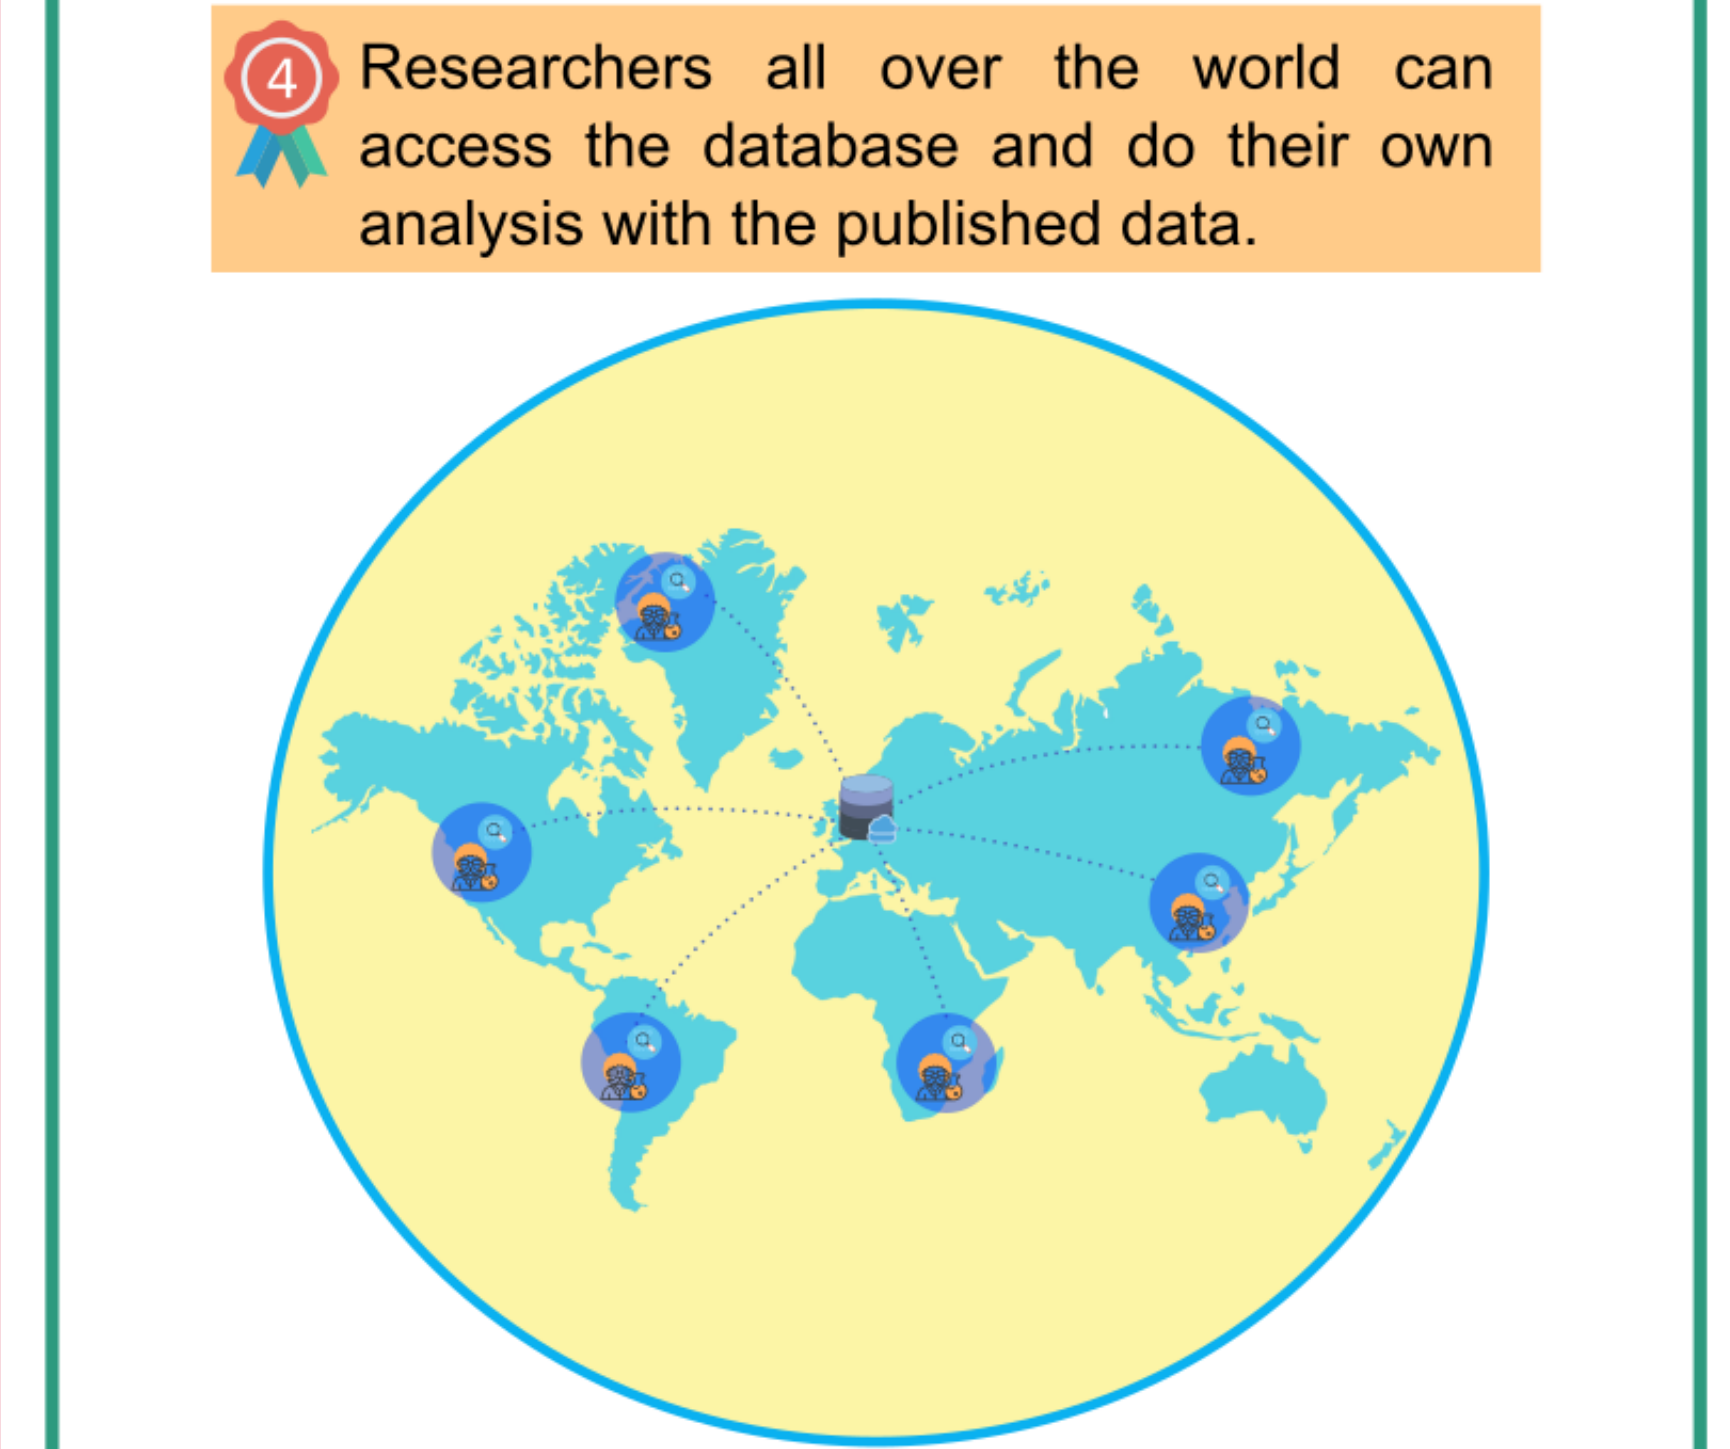 4
Researchers all over the world can
access the database and do their own
analysis with the published data.